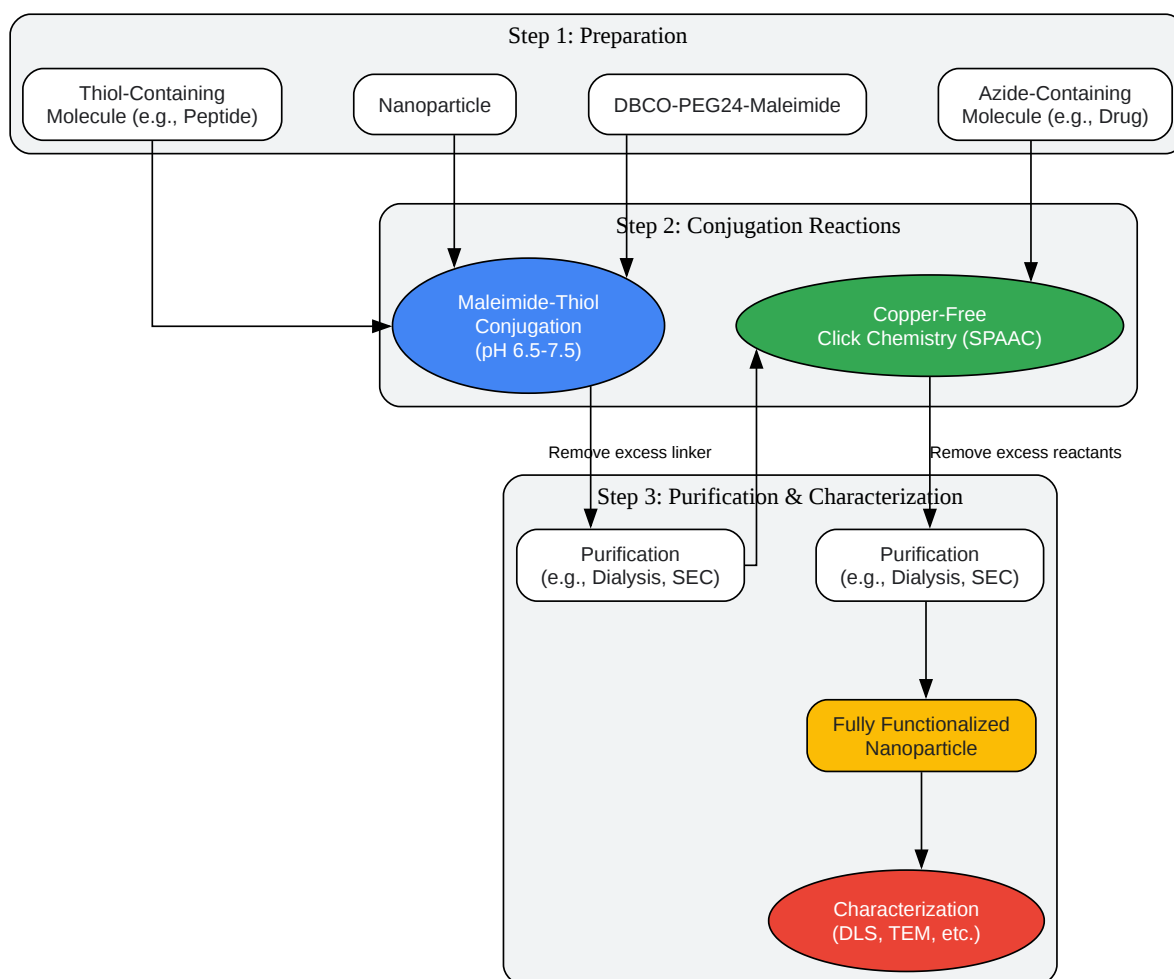 Step 1: Preparation
Thiol-Containing
Molecule (e.g., Peptide)
Nanoparticle
DBCO-PEG24-Maleimide
Azide-Containing
Molecule (e.g., Drug)
Step 2: Conjugation Reactions
Maleimide-Thiol
Conjugation
(pH 6.5-7.5)
Copper-Free
Click Chemistry (SPAAC)
Remove excess linker
Remove excess reactants
Step 3: Purification & Characterization
Purification
(e.g., Dialysis, SEC)
Purification
(e.g., Dialysis, SEC)
Fully Functionalized
Nanoparticle
Characterization
(DLS, TEM, etc.)